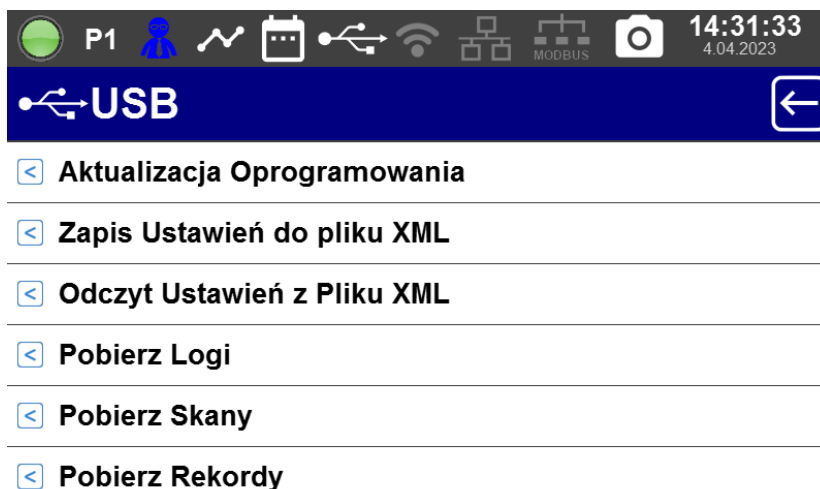 P1
MODBUS
14:31:33
4.04.2023
USB
Aktualizacja Oprogramowania
Zapis Ustawień do pliku XML
Odczyt Ustawień z Pliku XML
Pobierz Logi
Pobierz Skany
Pobierz Rekordy